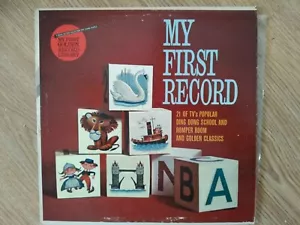 MY
FIRST
RECORD
21 OF TV's POPULAR
DING DONG SCHOOL AND
ROMPER ROOM
AND GOLDEN CLASSICS
N B A